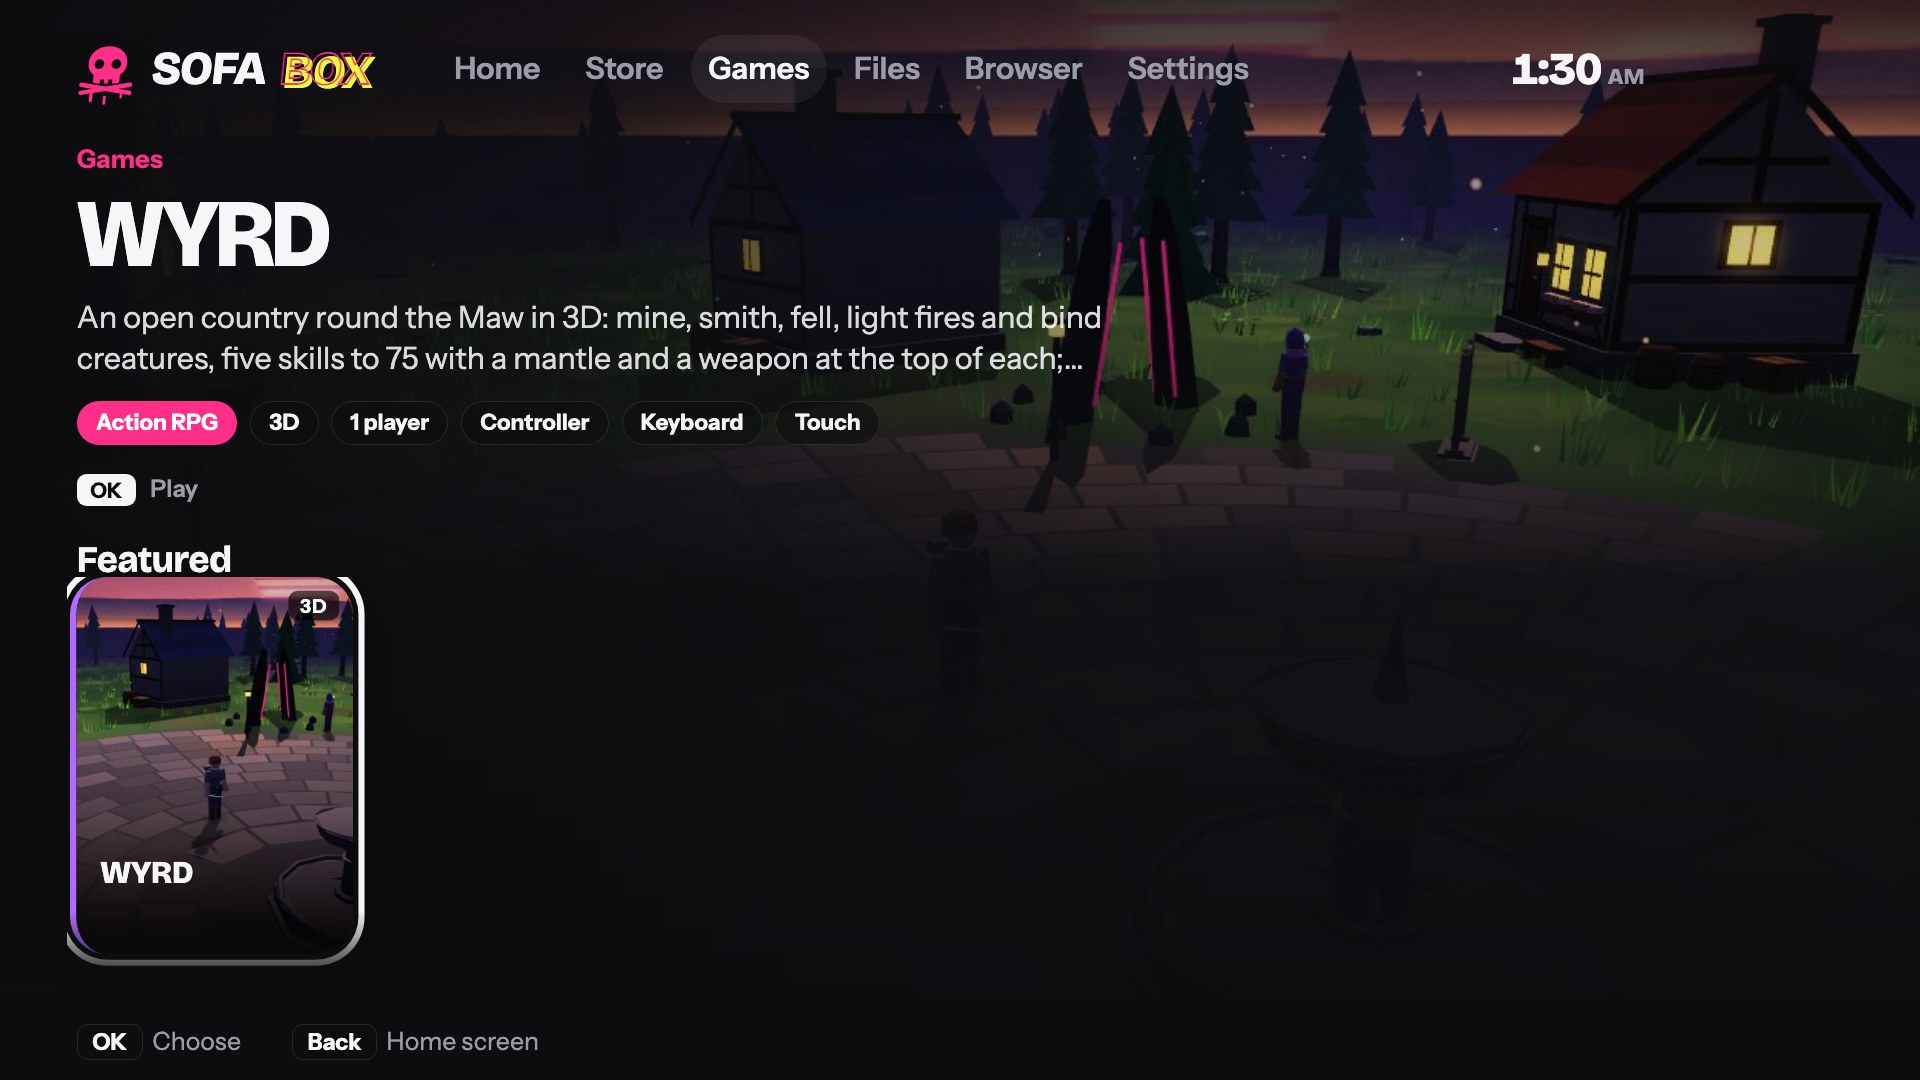 SOFA BOX
Home
Store
Games
Files
Browser
Settings
1:30 AM
Games
WYRD
An open country round the Maw in 3D: mine, smith, fell, light fires and bind
creatures, five skills to 75 with a mantle and a weapon at the top of each;...
Action RPG
3D
1 player
Controller
Keyboard
Touch
OK Play
Featured
3D
WYRD
OK Choose
Back Home screen